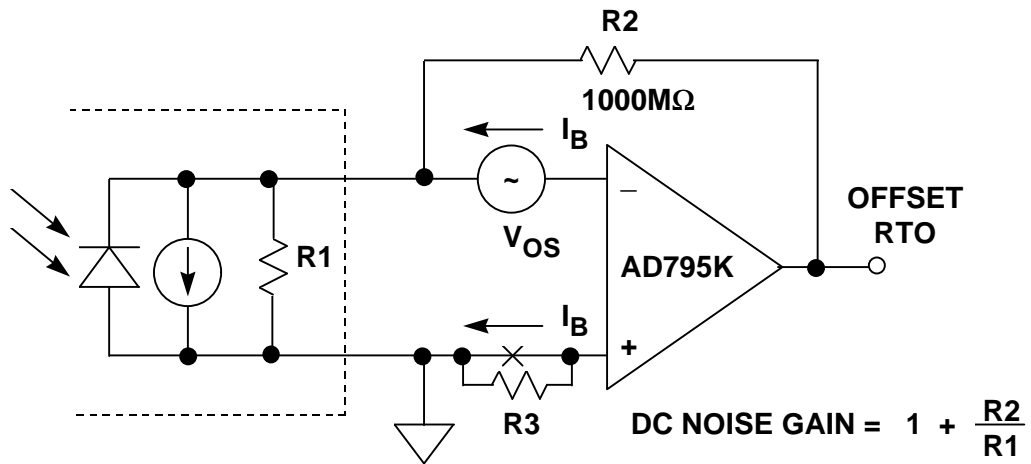 R2
1000MΩ
I_B
~
–
V_OS
R1
AD795K
OFFSET
RTO
I_B
+
R3
DC NOISE GAIN = 1 + R2/R1